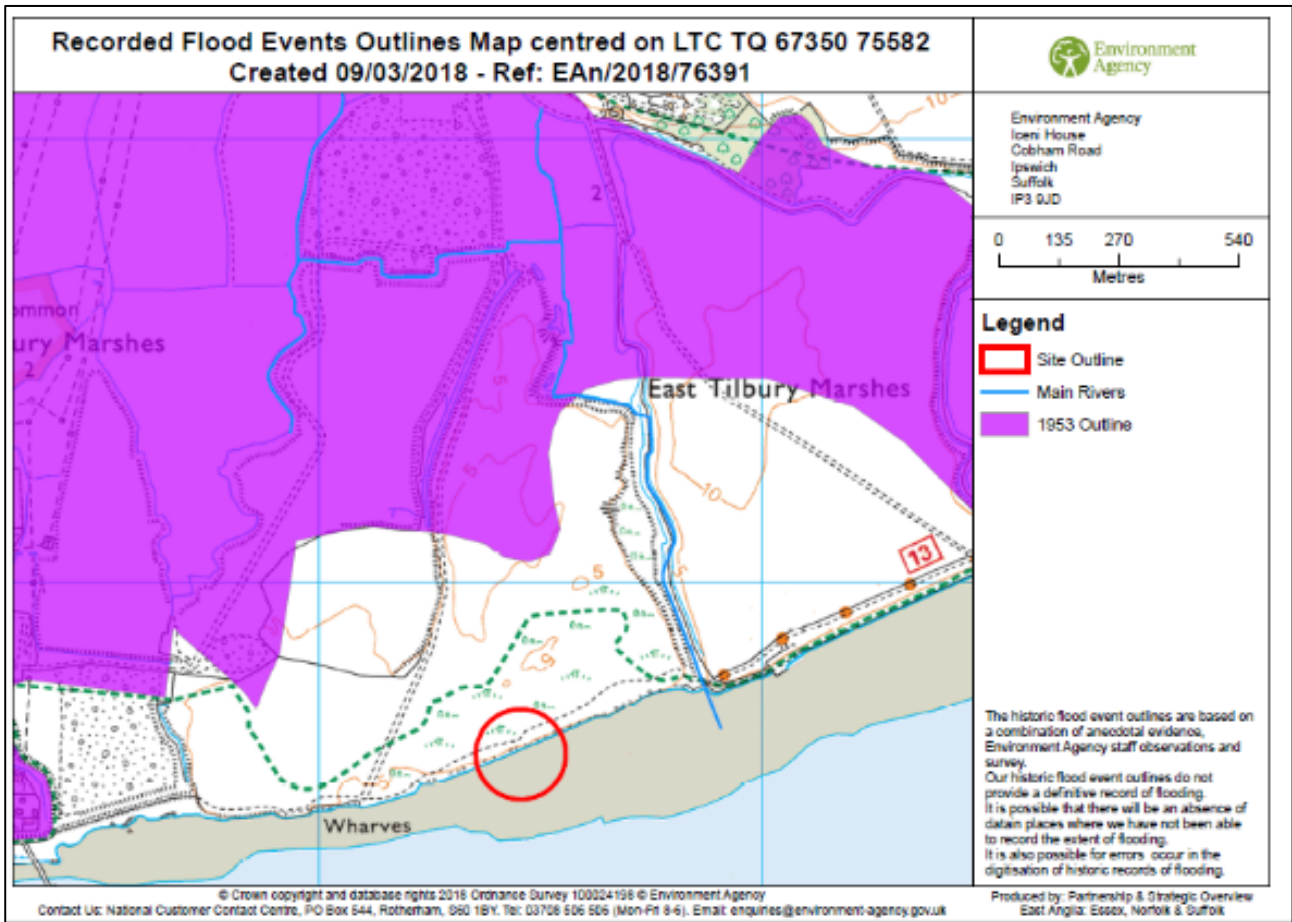 Recorded Flood Events Outlines Map centred on LTC TQ 67350 75582
Created 09/03/2018 - Ref: EAn/2018/76391
Environment
Agency
Environment Agency
Iceni House
Cobham Road
Ipswich
Suffolk
IP3 9JD
0 135 270 540
Metres
Legend
Site Outline
Main Rivers
1953 Outline
10
10
2
ommon
ury Marshes
2
5
5
East Tilbury Marshes
10
13
5
5
5
5
Wharves
The historic flood event outlines are based on
a combination of anecdotal evidence,
Environment Agency staff observations and
survey.
Our historic flood event outlines do not
provide a definitive record of flooding.
It is possible that there will be an absence of
datain places where we have not been able
to record the extent of flooding.
It is also possible for errors occur in the
digitisation of historic records of flooding.
© Crown copyright and database rights 2018 Ordnance Survey 100024198 © Environment Agency
Contact Us: National Customer Contact Centre, PO Box 544, Rotherham, S60 1BY. Tel: 03708 506 506 (Mon-Fri 8-6). Email: enquiries@environment-agency.gov.uk
Produced by: Partnership & Strategic Overview
East Anglia: Essex, Norfolk & Suffolk